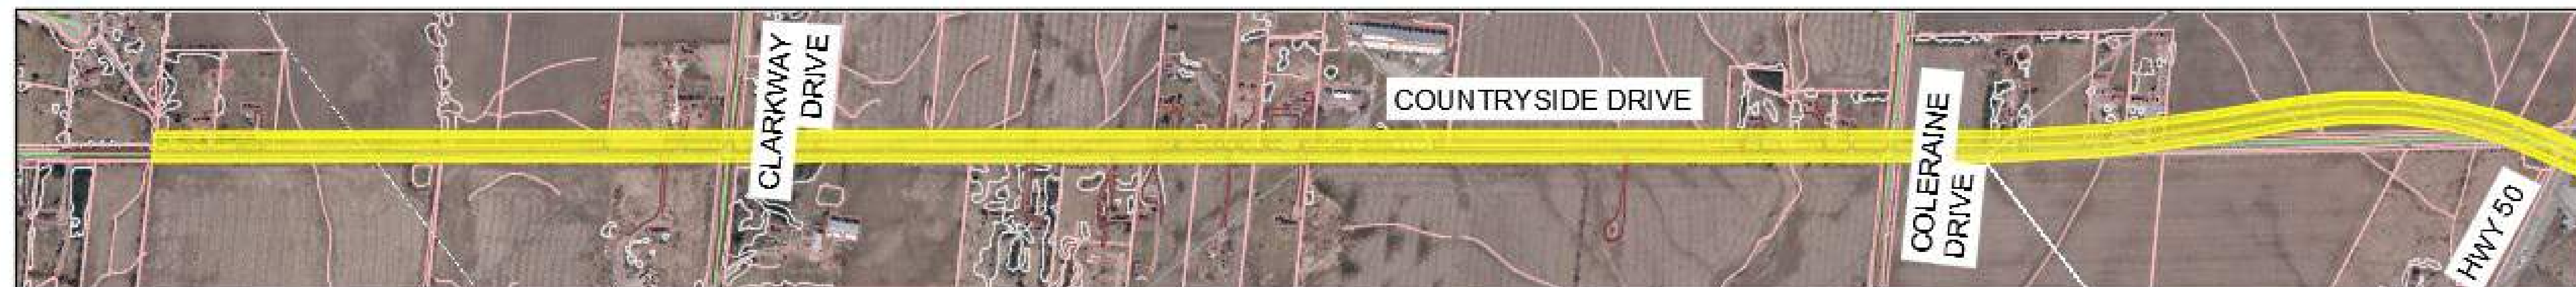 CLARKWAY
DRIVE
COUNTRYSIDE DRIVE
COLERAINE
DRIVE
HWY 50